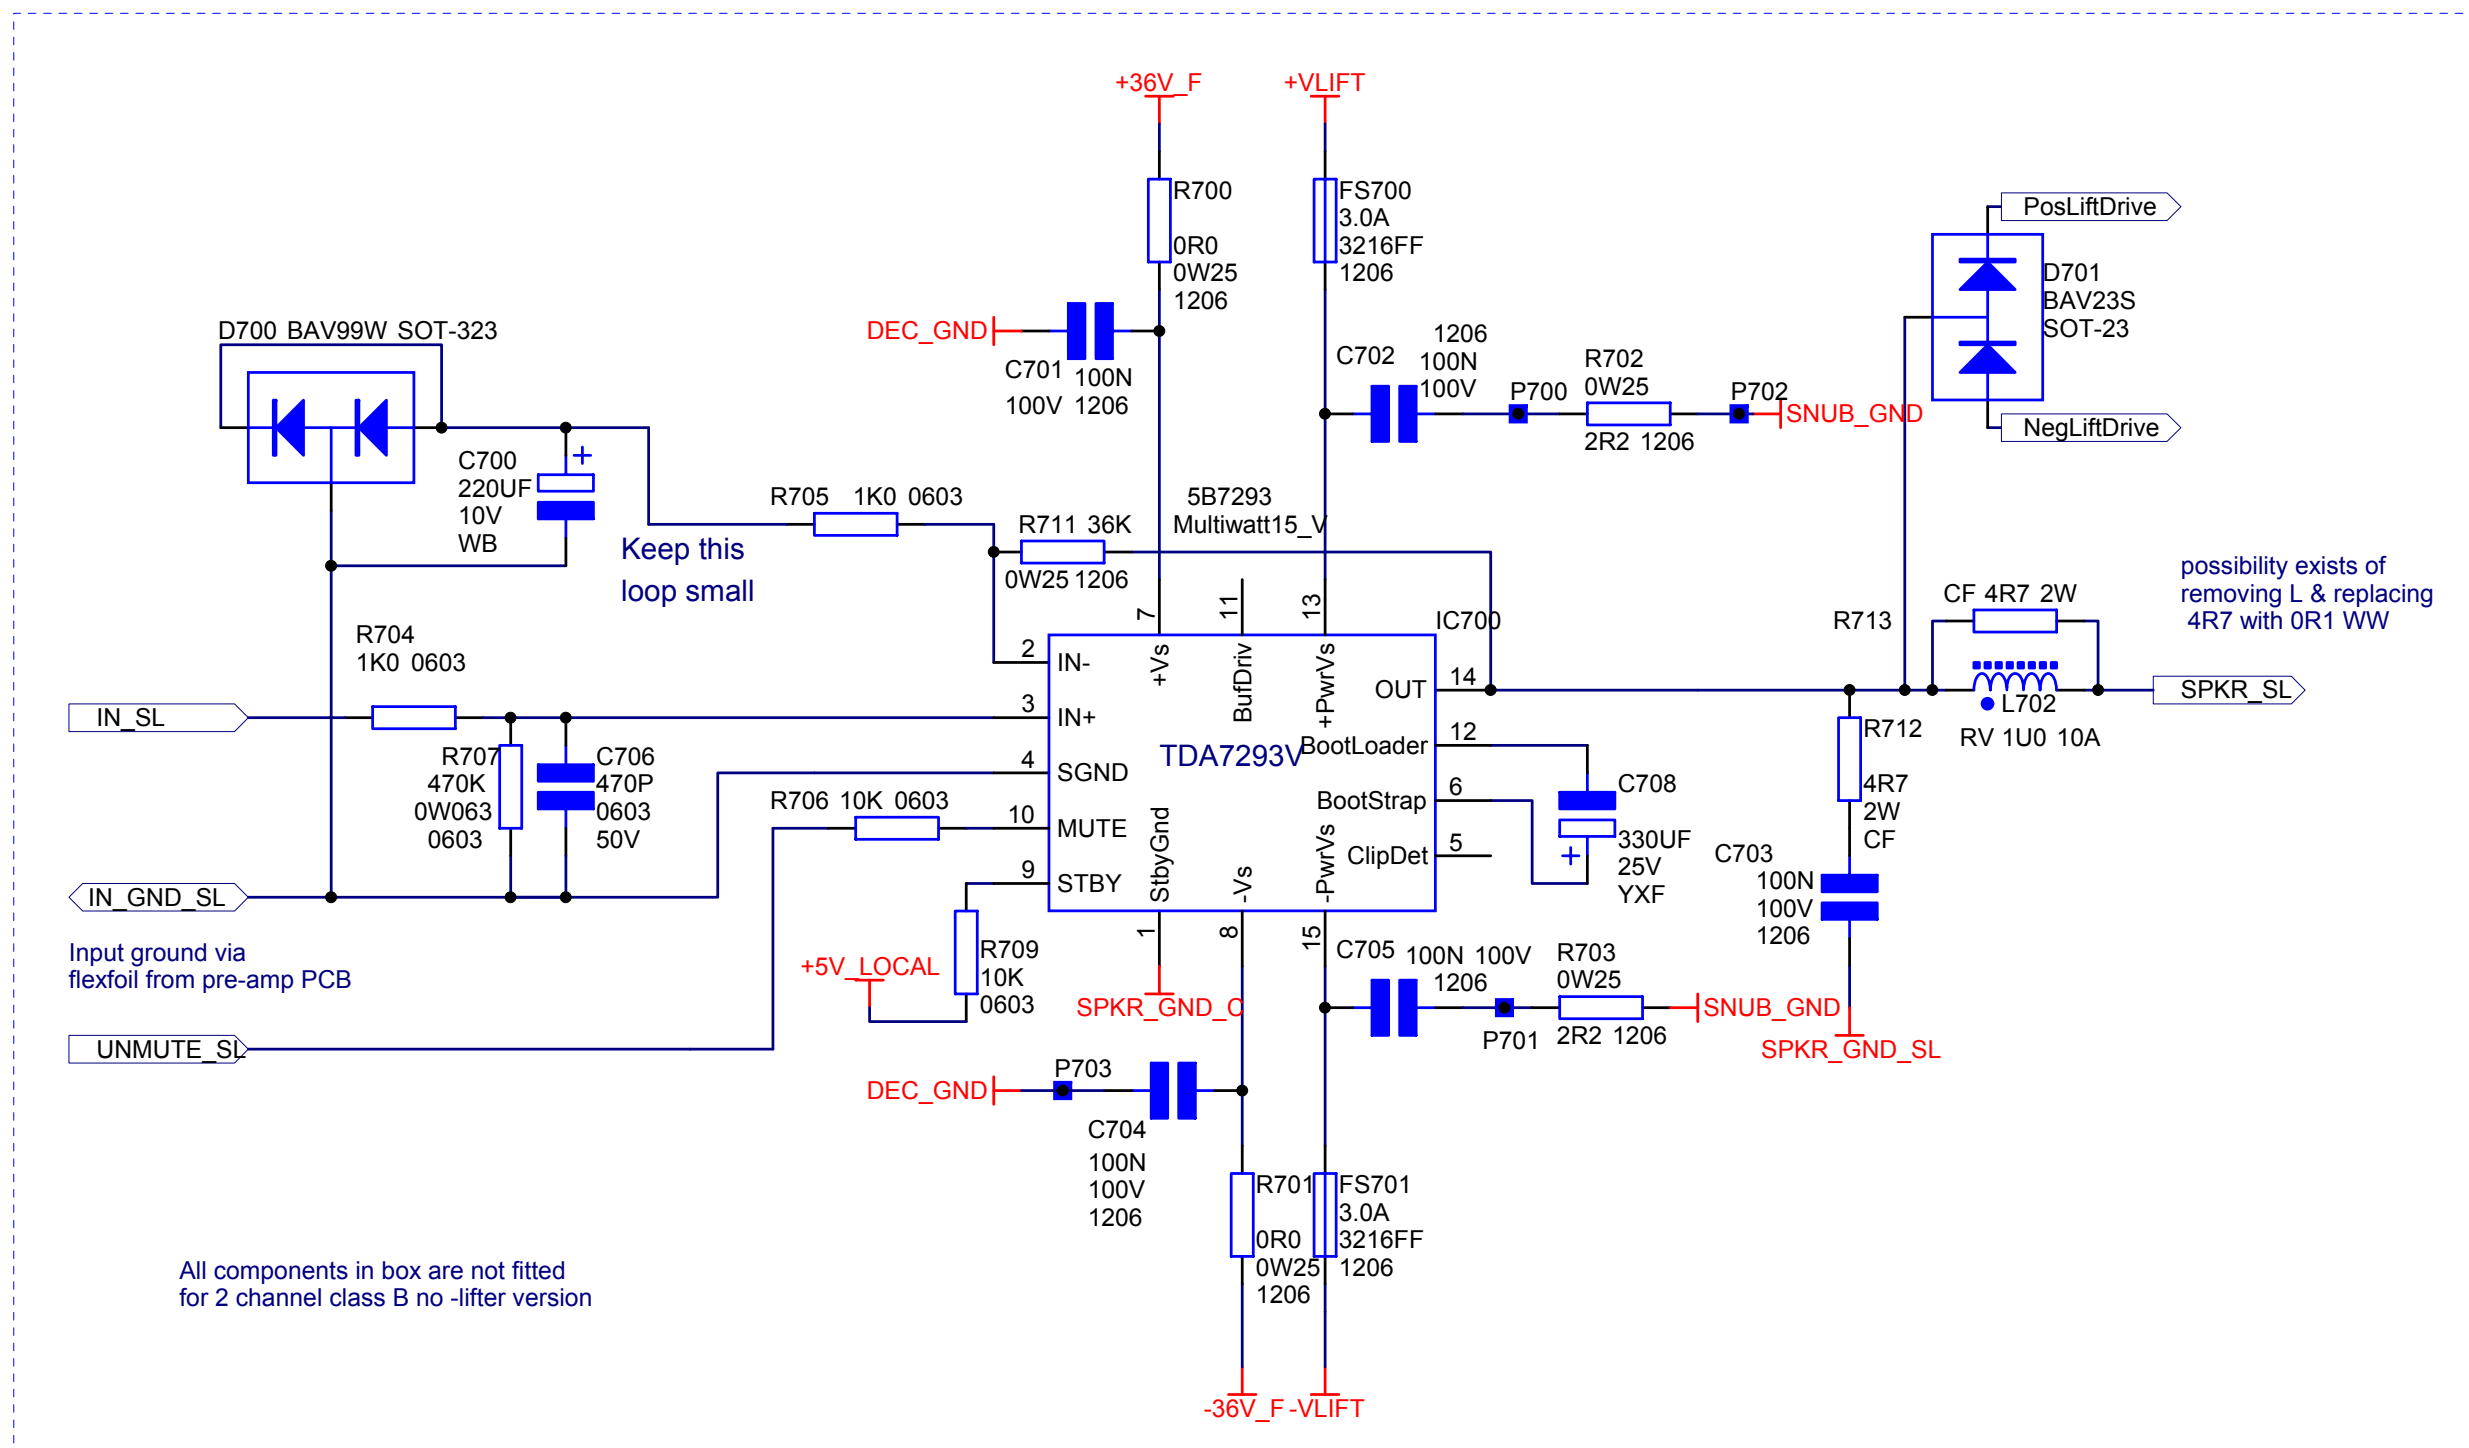 +36V_F
+VLIFT
R700
0R0
0W25
1206
FS700
3.0A
3216FF
1206
PosLiftDrive
D701
BAV23S
SOT-23
NegLiftDrive
D700 BAV99W SOT-323
DEC_GND
C701 100N
100V 1206
C702
1206
100N
100V
P700
R702
0W25
2R2 1206
P702
SNUB_GND
C700
220UF
10V
WB
+
Keep this
loop small
R705 1K0 0603
R711 36K
0W25 1206
5B7293
Multiwatt15_V
possibility exists of
removing L & replacing
4R7 with 0R1 WW
CF 4R7 2W
R713
L702
RV 1U0 10A
SPKR_SL
R704
1K0 0603
IN_SL
R707
470K
0W063
0603
C706
470P
0603
50V
IN_GND_SL
Input ground via
flexfoil from pre-amp PCB
UNMUTE_SL
R706 10K 0603
+5V_LOCAL
R709
10K
0603
IC700
TDA7293V
7
+Vs
11
BufDriv
13
+PwrVs
2 IN-
3 IN+
4 SGND
10 MUTE
9 STBY
OUT 14
BootLoader 12
BootStrap 6
ClipDet 5
StbyGnd
1
-Vs
8
-PwrVs
15
C708
330UF
25V
YXF
+
R712
4R7
2W
CF
C703
100N
100V
1206
SPKR_GND_SL
SPKR_GND_C
C705
100N 100V
1206
P701
R703
0W25
2R2 1206
SNUB_GND
DEC_GND
P703
C704
100N
100V
1206
R701
0R0
0W25
1206
FS701
3.0A
3216FF
1206
All components in box are not fitted
for 2 channel class B no -lifter version
-36V_F
-VLIFT